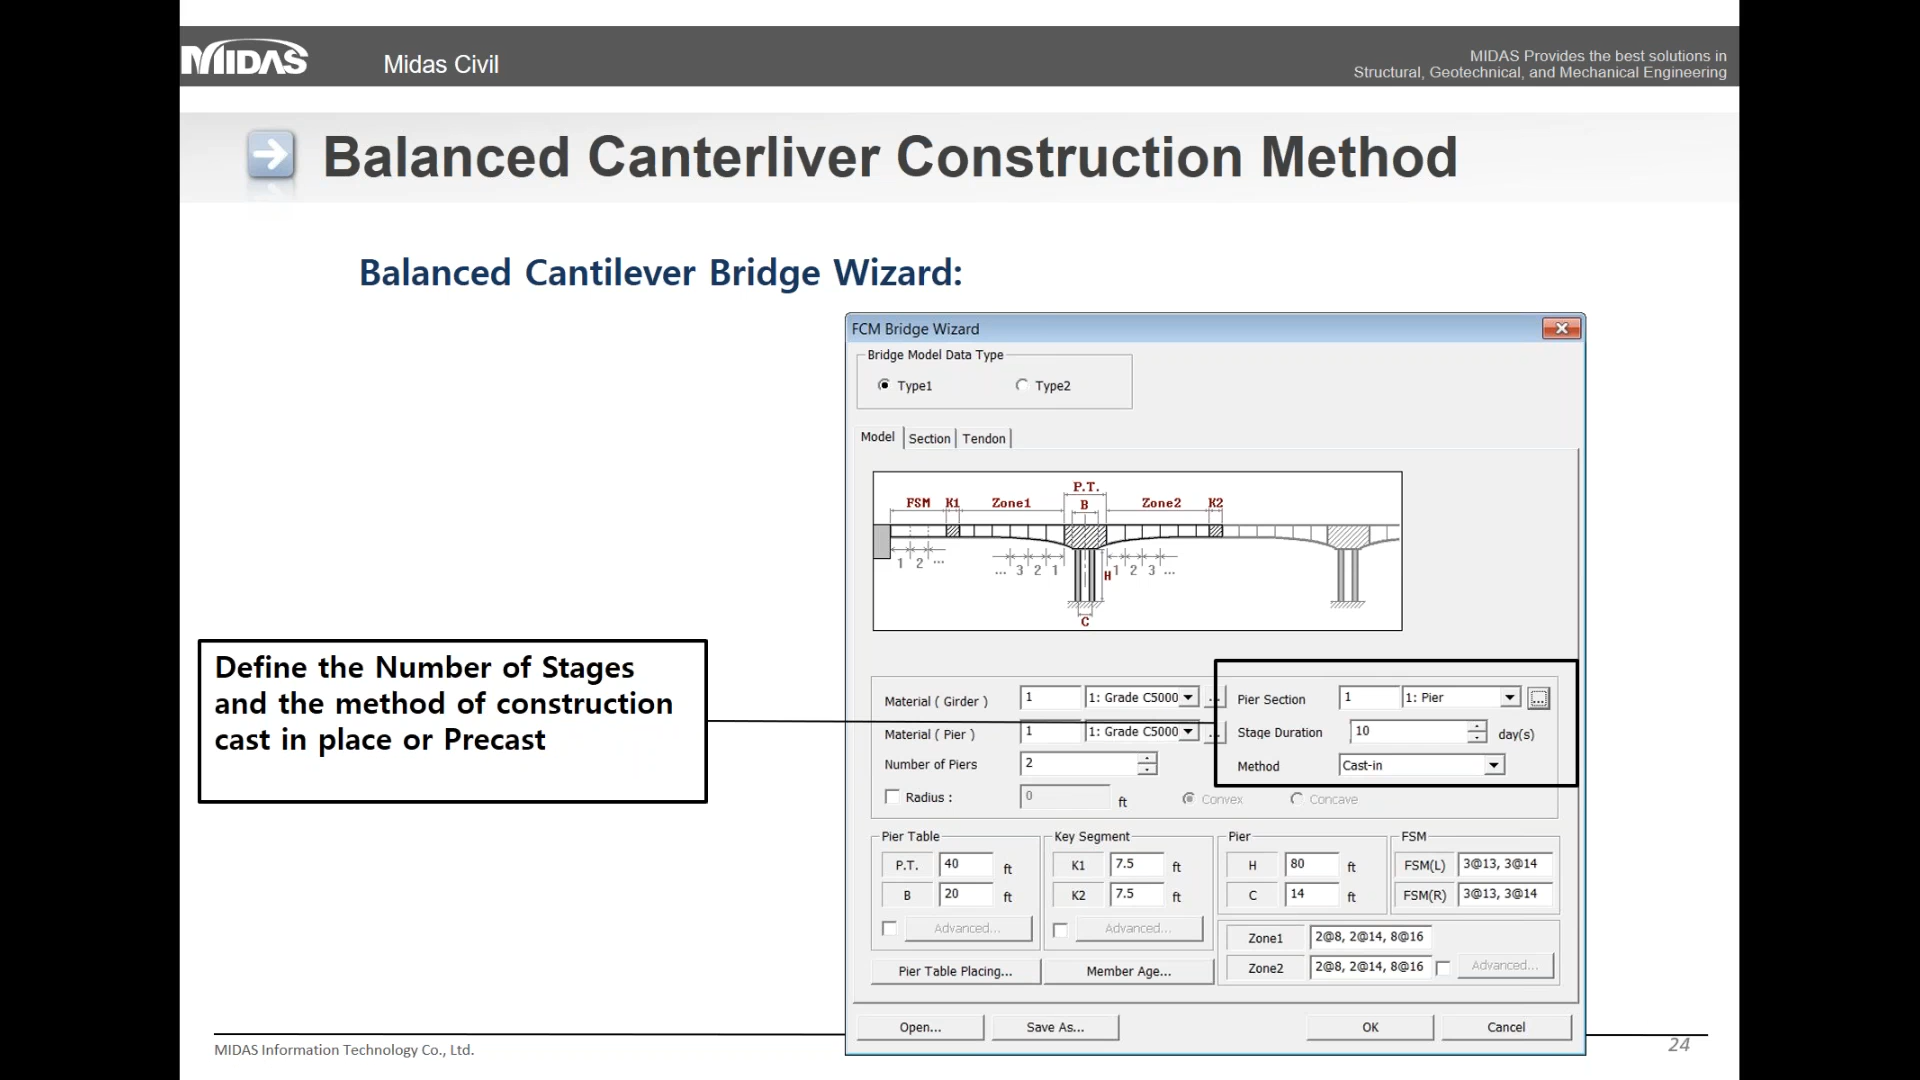 MIDAS
Midas Civil
MIDAS Provides the best solutions in
Structural, Geotechnical, and Mechanical Engineering
Balanced Canterliver Construction Method
Balanced Cantilever Bridge Wizard:
Define the Number of Stages
and the method of construction
cast in place or Precast
FCM Bridge Wizard
Bridge Model Data Type
Type1 Type2
Model Section Tendon
P.T.
FSM K1 Zone1 B Zone2 K2
1 2 ... ... 3 2 1 H 1 2 3 ...
C
Material ( Girder ) 1 1: Grade C5000 ...
Material ( Pier ) 1 1: Grade C5000 ...
Number of Piers 2
Radius : 0 ft Convex Concave
Pier Section 1 1: Pier ...
Stage Duration 10 day(s)
Method Cast-in
Pier Table
P.T. 40 ft
B 20 ft
Advanced...
Key Segment
K1 7.5 ft
K2 7.5 ft
Advanced...
Pier
H 80 ft
C 14 ft
FSM
FSM(L) 3@13, 3@14
FSM(R) 3@13, 3@14
Zone1 2@8, 2@14, 8@16
Zone2 2@8, 2@14, 8@16 Advanced...
Pier Table Placing... Member Age...
Open... Save As... OK Cancel
MIDAS Information Technology Co., Ltd.
24